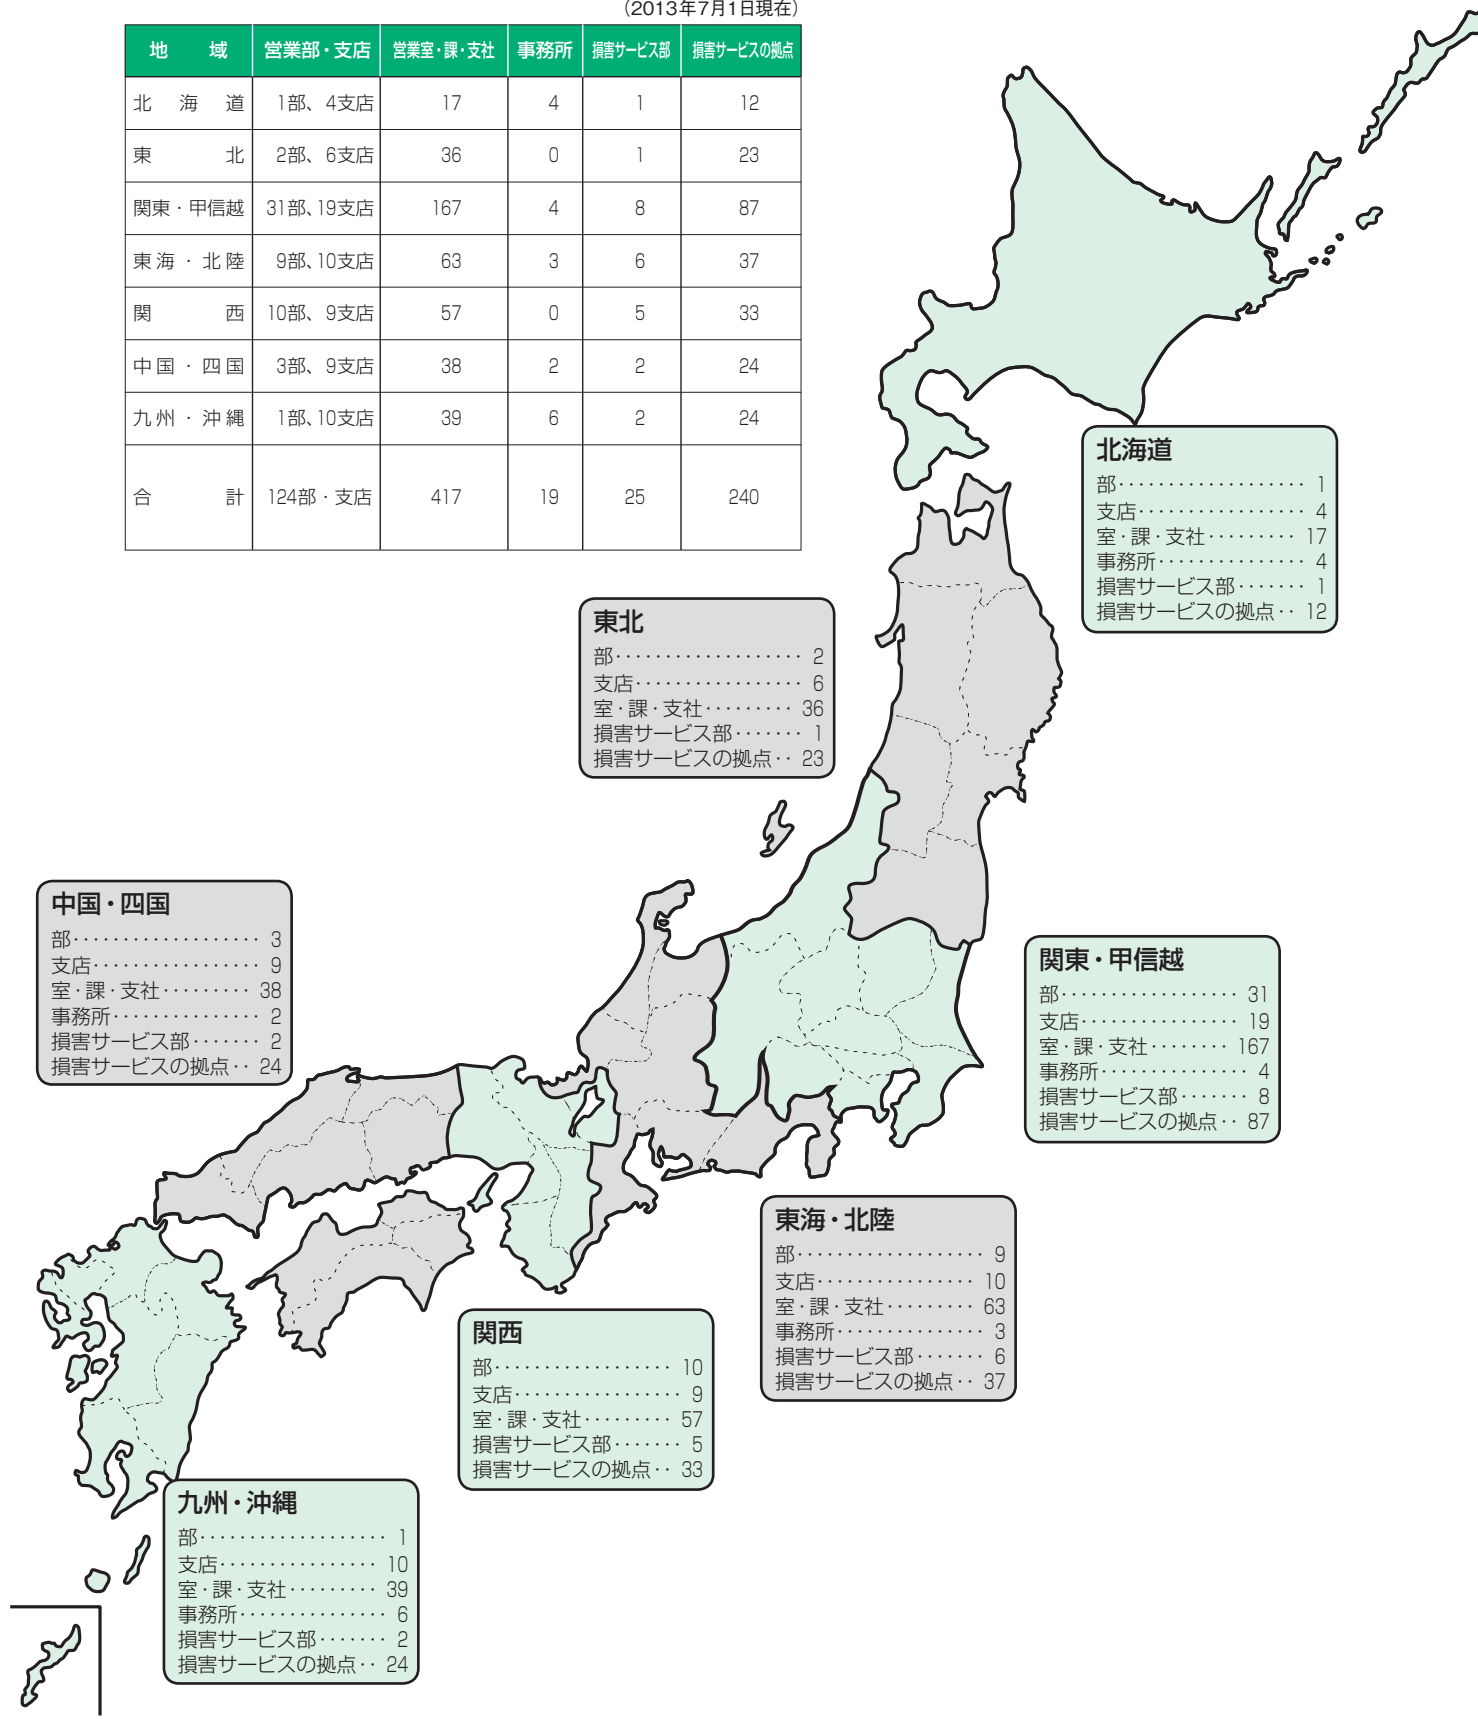 （2013年7月1日現在）
地　域 営業部・支店 営業室・課・支社 事務所 損害サービス部 損害サービスの拠点
北海道 1部、4支店 17 4 1 12
東北 2部、6支店 36 0 1 23
関東・甲信越 31部、19支店 167 4 8 87
東海・北陸 9部、10支店 63 3 6 37
関西 10部、9支店 57 0 5 33
中国・四国 3部、9支店 38 2 2 24
九州・沖縄 1部、10支店 39 6 2 24
合計 124部・支店 417 19 25 240
北海道
部・・・・・・・・・・・・・・・・・・・ 1
支店・・・・・・・・・・・・・・・・・ 4
室・課・支社・・・・・・・・・ 17
事務所・・・・・・・・・・・・・・・ 4
損害サービス部・・・・・・・ 1
損害サービスの拠点・・ 12
東北
部・・・・・・・・・・・・・・・・・・・ 2
支店・・・・・・・・・・・・・・・・・ 6
室・課・支社・・・・・・・・・ 36
損害サービス部・・・・・・・ 1
損害サービスの拠点・・ 23
中国・四国
部・・・・・・・・・・・・・・・・・・・ 3
支店・・・・・・・・・・・・・・・・・ 9
室・課・支社・・・・・・・・・ 38
事務所・・・・・・・・・・・・・・・ 2
損害サービス部・・・・・・・ 2
損害サービスの拠点・・ 24
関東・甲信越
部・・・・・・・・・・・・・・・・・・ 31
支店・・・・・・・・・・・・・・・・ 19
室・課・支社・・・・・・・・ 167
事務所・・・・・・・・・・・・・・・ 4
損害サービス部・・・・・・・ 8
損害サービスの拠点・・ 87
東海・北陸
部・・・・・・・・・・・・・・・・・・・ 9
支店・・・・・・・・・・・・・・・・ 10
室・課・支社・・・・・・・・・ 63
事務所・・・・・・・・・・・・・・・ 3
損害サービス部・・・・・・・ 6
損害サービスの拠点・・ 37
関西
部・・・・・・・・・・・・・・・・・・ 10
支店・・・・・・・・・・・・・・・・・ 9
室・課・支社・・・・・・・・・ 57
損害サービス部・・・・・・・ 5
損害サービスの拠点・・ 33
九州・沖縄
部・・・・・・・・・・・・・・・・・・・ 1
支店・・・・・・・・・・・・・・・・ 10
室・課・支社・・・・・・・・・ 39
事務所・・・・・・・・・・・・・・・ 6
損害サービス部・・・・・・・ 2
損害サービスの拠点・・ 24